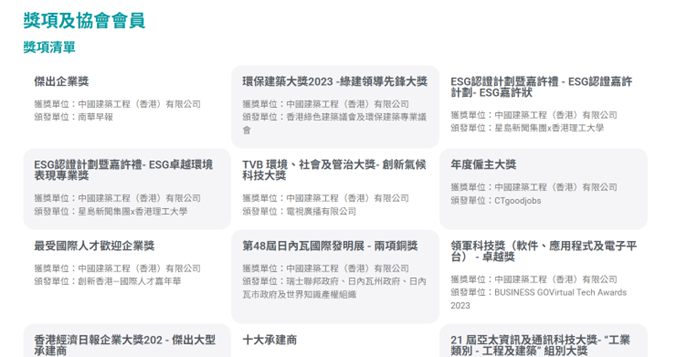 獎項及協會會員
獎項清單
傑出企業獎
獲獎單位：中國建築工程（香港）有限公司
頒發單位：南華早報
環保建築大獎2023 -綠建領導先鋒大獎
獲獎單位：中國建築工程（香港）有限公司
頒發單位：香港綠色建築議會及環保建築專業議
會
ESG認證計劃暨嘉許禮 - ESG認證嘉許
計劃- ESG嘉許狀
獲獎單位：中國建築工程（香港）有限公司
頒發單位：星島新聞集團x香港理工大學
ESG認證計劃暨嘉許禮- ESG卓越環境
表現專業獎
獲獎單位：中國建築工程（香港）有限公司
頒發單位：星島新聞集團x香港理工大學
TVB 環境、社會及管治大獎- 創新氣候
科技大獎
獲獎單位：中國建築工程（香港）有限公司
頒發單位：電視廣播有限公司
年度僱主大獎
獲獎單位：中國建築工程（香港）有限公司
頒發單位：CTgoodjobs
最受國際人才歡迎企業獎
獲獎單位：中國建築工程（香港）有限公司
頒發單位：創新香港–國際人才嘉年華
第48屆日內瓦國際發明展 - 兩項銅獎
獲獎單位：中國建築工程（香港）有限公司
頒發單位：瑞士聯邦政府、日內瓦州政府、日內
瓦市政府及世界知識產權組織
領軍科技獎（軟件、應用程式及電子平
台） - 卓越獎
獲獎單位：中國建築工程（香港）有限公司
頒發單位：BUSINESS GOVirtual Tech Awards
2023
香港經濟日報企業大獎202 - 傑出大型
承建商
十大承建商
21 屆亞太資訊及通訊科技大獎- “工業
類別 - 工程及建築” 組別大獎